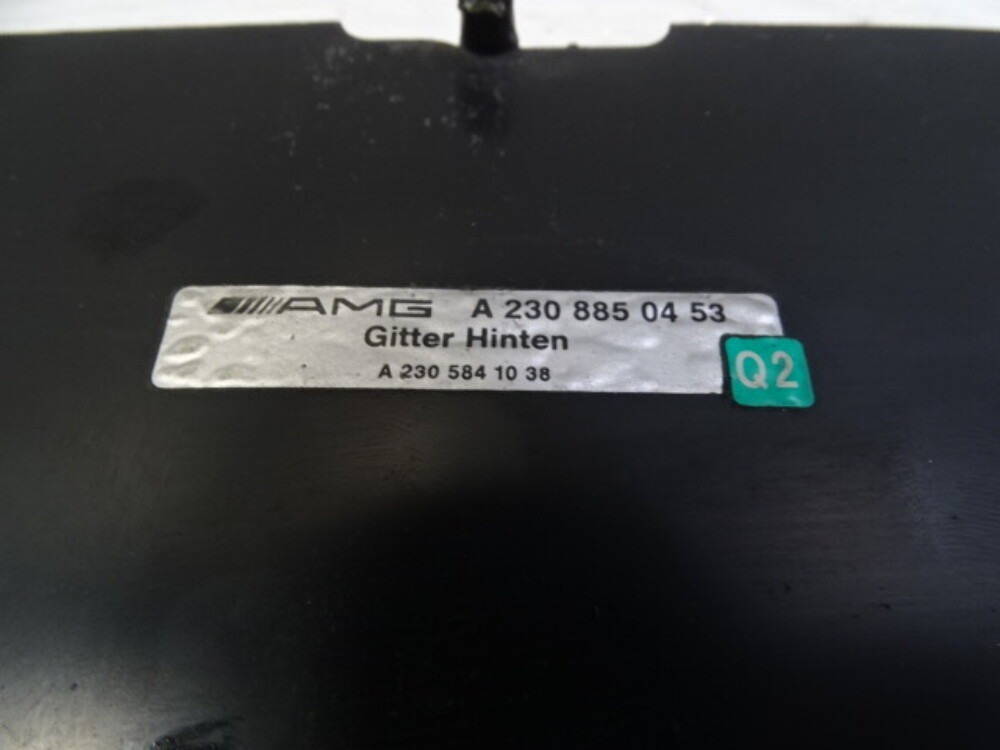 AMG A 230 885 04 53
Gitter Hinten
A 230 584 10 38
Q2